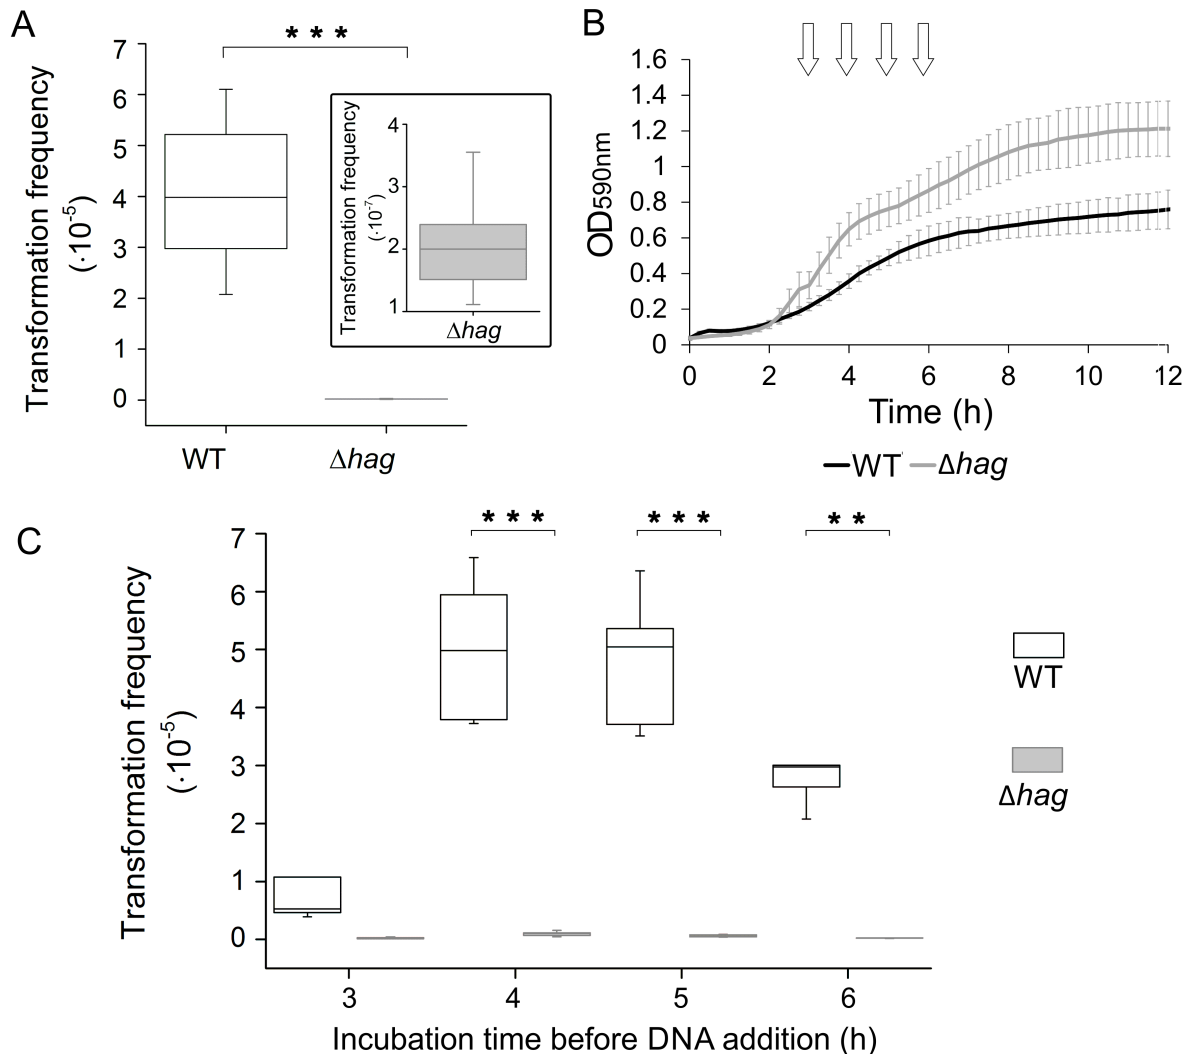 A
* * *
7
6
5
4
3
2
1
0
Transformation frequency
(·10-5)
WT
Δhag
4
3
2
1
Transformation frequency
(·10-7)
Δhag
B
1.6
1.4
1.2
1
0.8
0.6
0.4
0.2
0
OD590nm
0 2 4 6 8 10 12
Time (h)
WT Δhag
C
* * * * * * * *
7
6
5
4
3
2
1
0
Transformation frequency
(·10-5)
3 4 5 6
Incubation time before DNA addition (h)
WT
Δhag